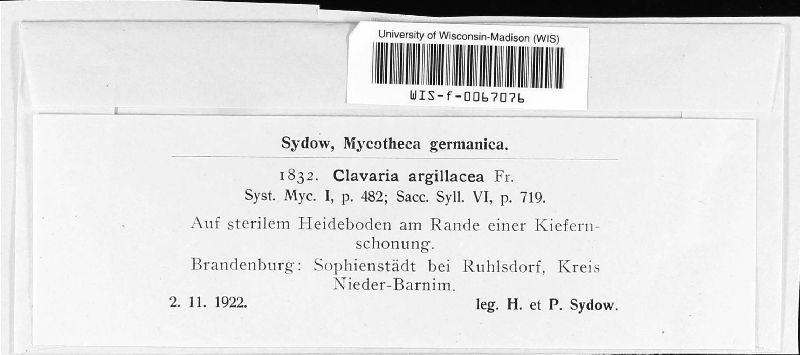 University of Wisconsin-Madison (WIS)
WIS-f-0067076
Sydow, Mycotheca germanica.
1832. Clavaria argillacea Fr.
Syst. Myc. I, p. 482; Sacc. Syll. VI, p. 719.
Auf sterilem Heideboden am Rande einer Kiefern-
schonung.
Brandenburg: Sophienstädt bei Ruhlsdorf, Kreis
Nieder-Barnim.
2. 11. 1922. leg. H. et P. Sydow.